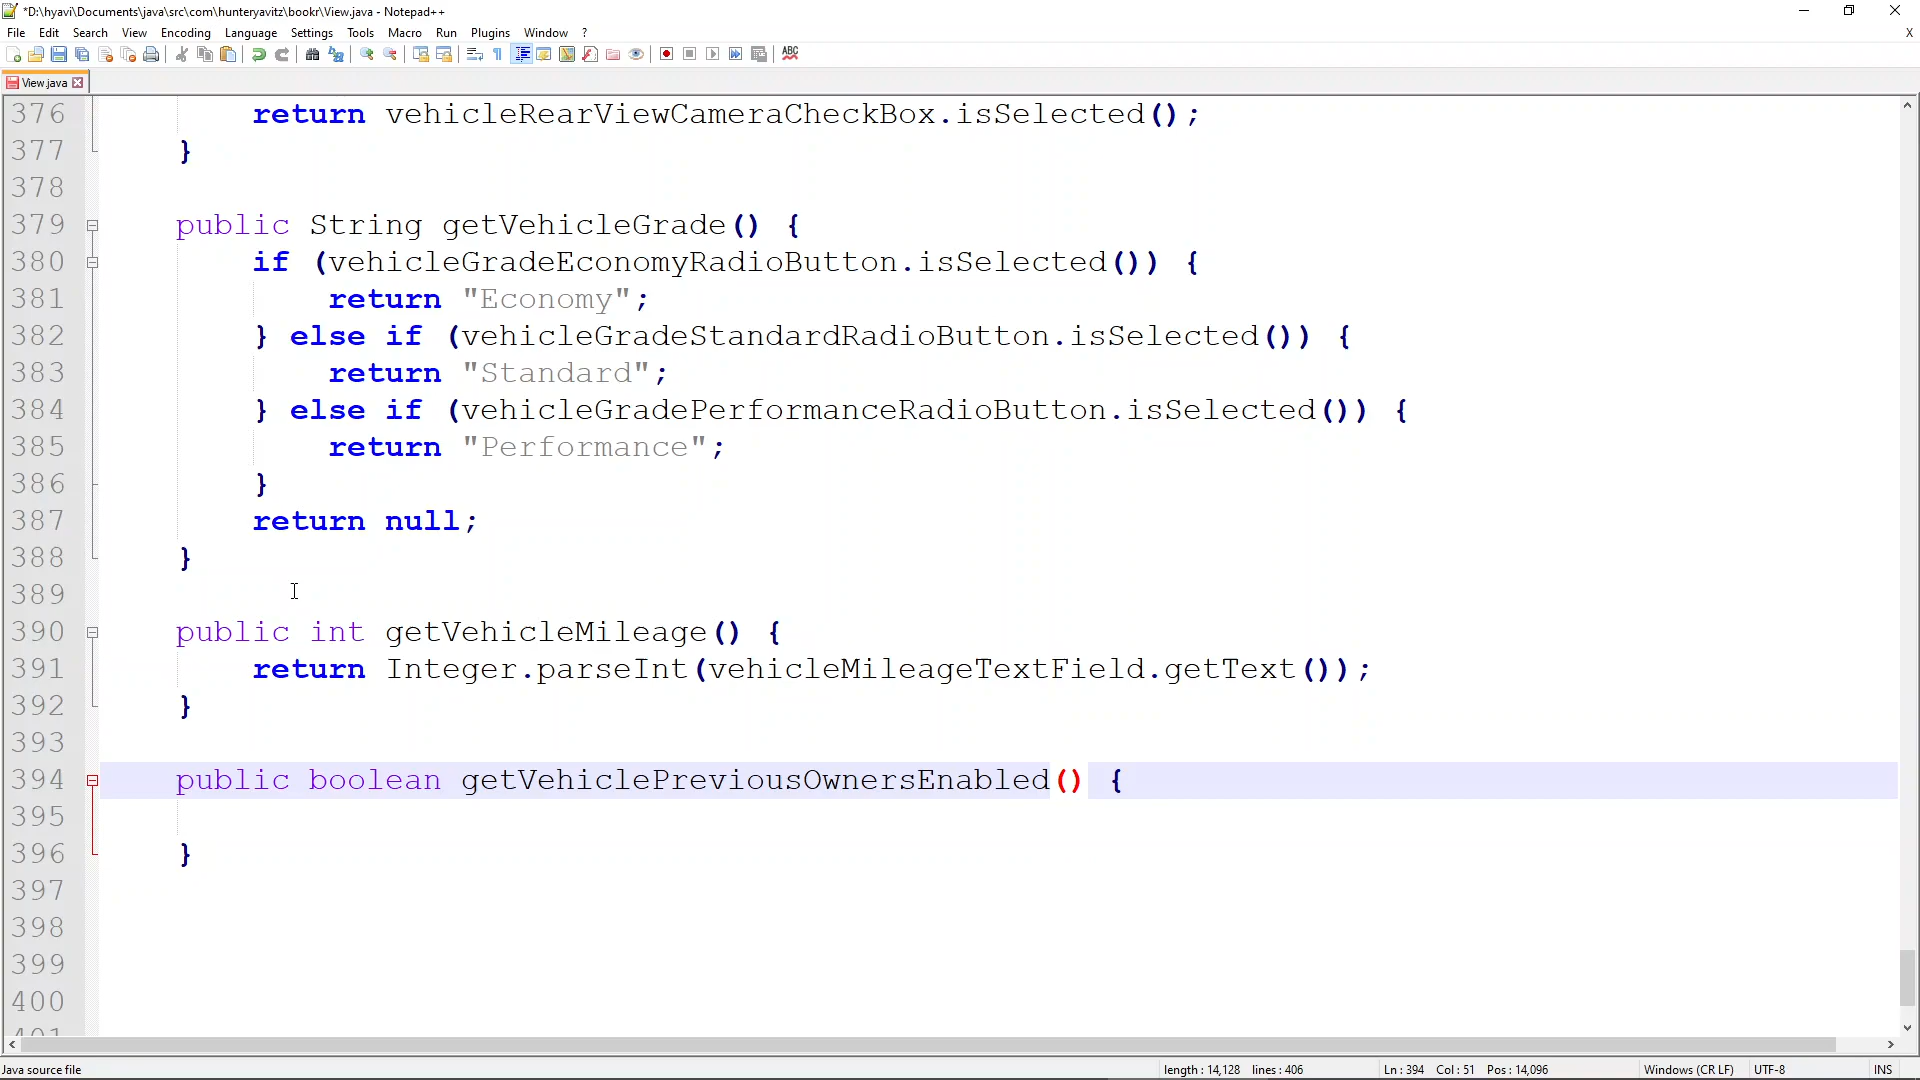 *D:\hyavi\Documents\java\src\com\hunteryavitz\bookr\View.java - Notepad++
File Edit Search View Encoding Language Settings Tools Macro Run Plugins Window ? X
ABC
View.java
376 return vehicleRearViewCameraCheckBox.isSelected();
377 }
378
379 public String getVehicleGrade() {
380 if (vehicleGradeEconomyRadioButton.isSelected()) {
381 return "Economy";
382 } else if (vehicleGradeStandardRadioButton.isSelected()) {
383 return "Standard";
384 } else if (vehicleGradePerformanceRadioButton.isSelected()) {
385 return "Performance";
386 }
387 return null;
388 }
389
390 public int getVehicleMileage() {
391 return Integer.parseInt(vehicleMileageTextField.getText());
392 }
393
394 public boolean getVehiclePreviousOwnersEnabled() {
395
396 }
397
398
399
400
401
Java source file length : 14,128 lines : 406 Ln : 394 Col : 51 Pos : 14,096 Windows (CR LF) UTF-8 INS